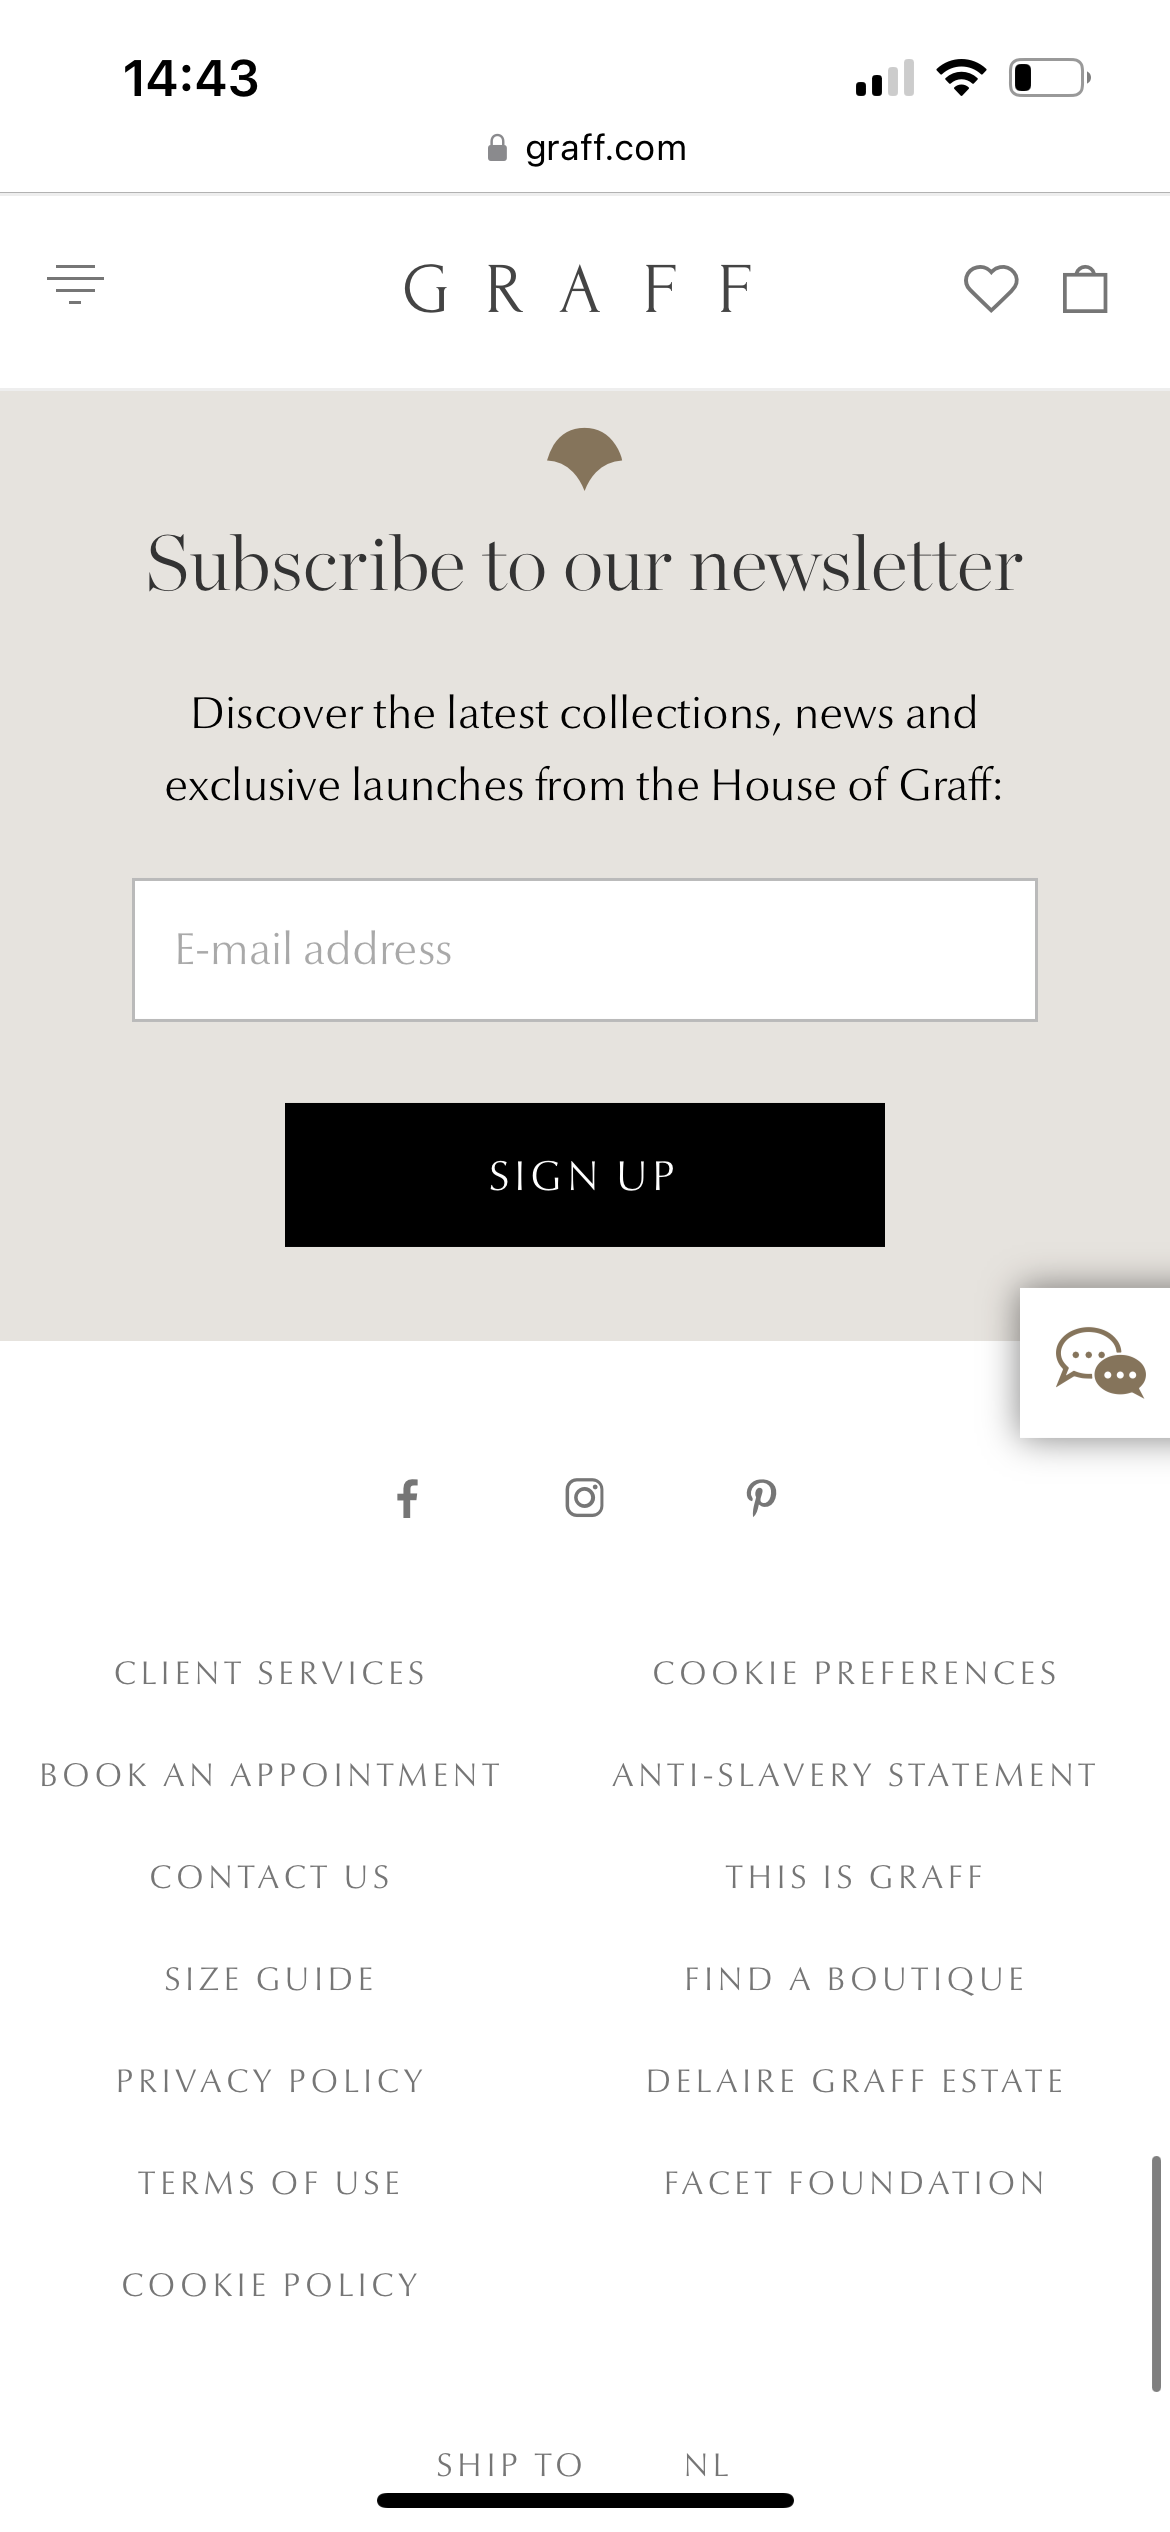 14:43
graff.com
GRAFF
Subscribe to our newsletter
Discover the latest collections, news and
exclusive launches from the House of Graff:
E-mail address
SIGN UP
CLIENT SERVICES
COOKIE PREFERENCES
BOOK AN APPOINTMENT
ANTI-SLAVERY STATEMENT
CONTACT US
THIS IS GRAFF
SIZE GUIDE
FIND A BOUTIQUE
PRIVACY POLICY
DELAIRE GRAFF ESTATE
TERMS OF USE
FACET FOUNDATION
COOKIE POLICY
SHIP TO NL